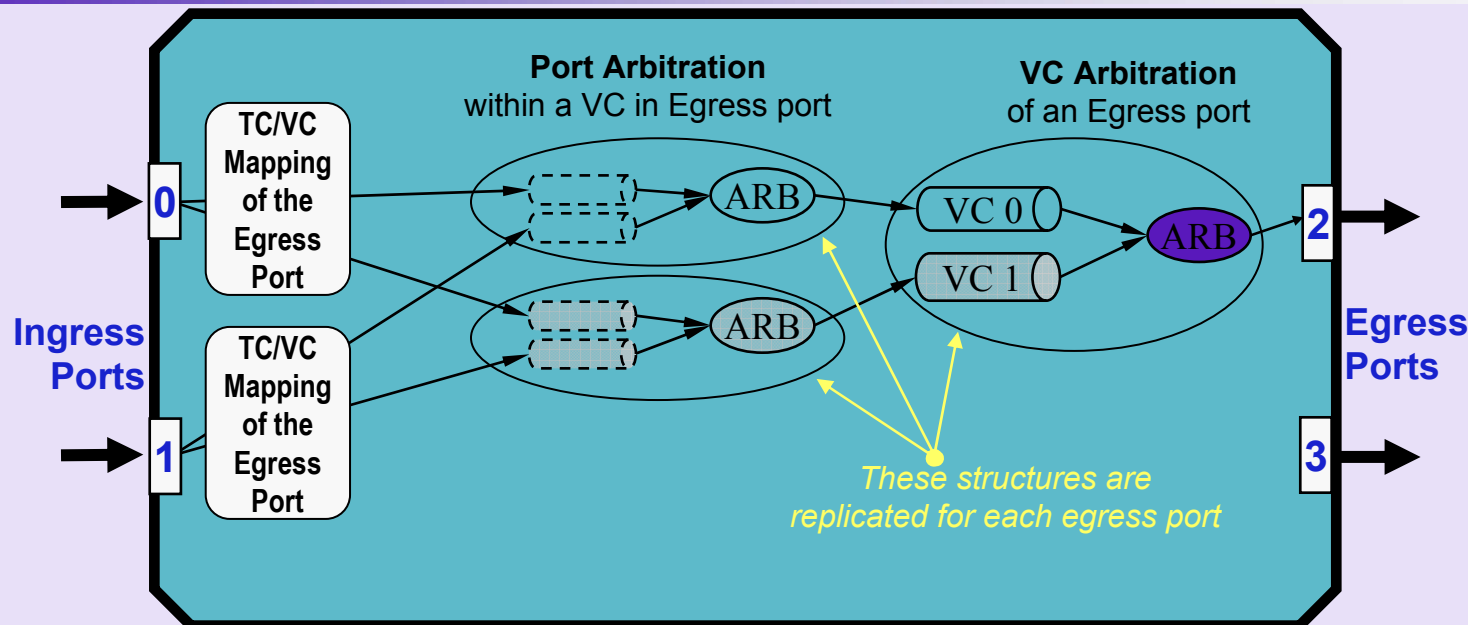 Port Arbitration
within a VC in Egress port
VC Arbitration
of an Egress port
TC/VC
Mapping
of the
Egress
Port
TC/VC
Mapping
of the
Egress
Port
Ingress
Ports
0
1
ARB
ARB
VC 0
VC 1
ARB
2
3
Egress
Ports
These structures are
replicated for each egress port